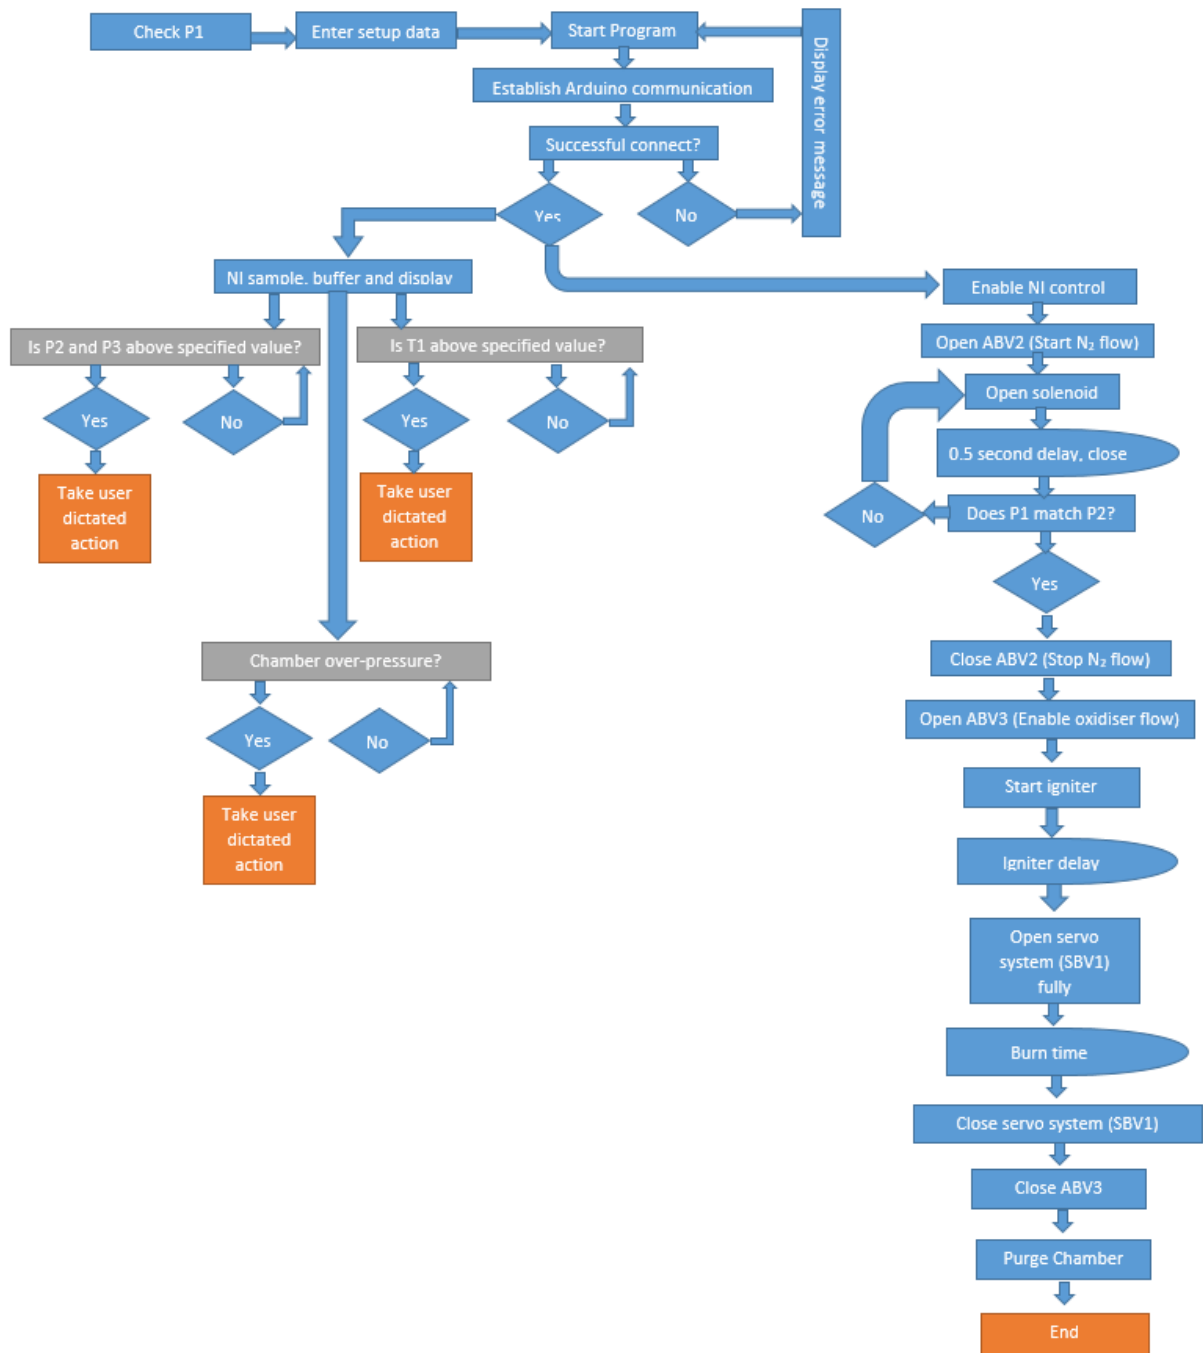 Check P1
Enter setup data
Start Program
Display error message
Establish Arduino communication
Successful connect?
Yes
No
NI sample, buffer and display
Enable NI control
Is P2 and P3 above specified value?
Is T1 above specified value?
Open ABV2 (Start N₂ flow)
Yes
No
Yes
No
Open solenoid
0.5 second delay, close
Take user
dictated
action
Take user
dictated
action
No
Does P1 match P2?
Yes
Chamber over-pressure?
Close ABV2 (Stop N₂ flow)
Open ABV3 (Enable oxidiser flow)
Yes
No
Start igniter
Take user
dictated
action
Igniter delay
Open servo
system (SBV1)
fully
Burn time
Close servo system (SBV1)
Close ABV3
Purge Chamber
End